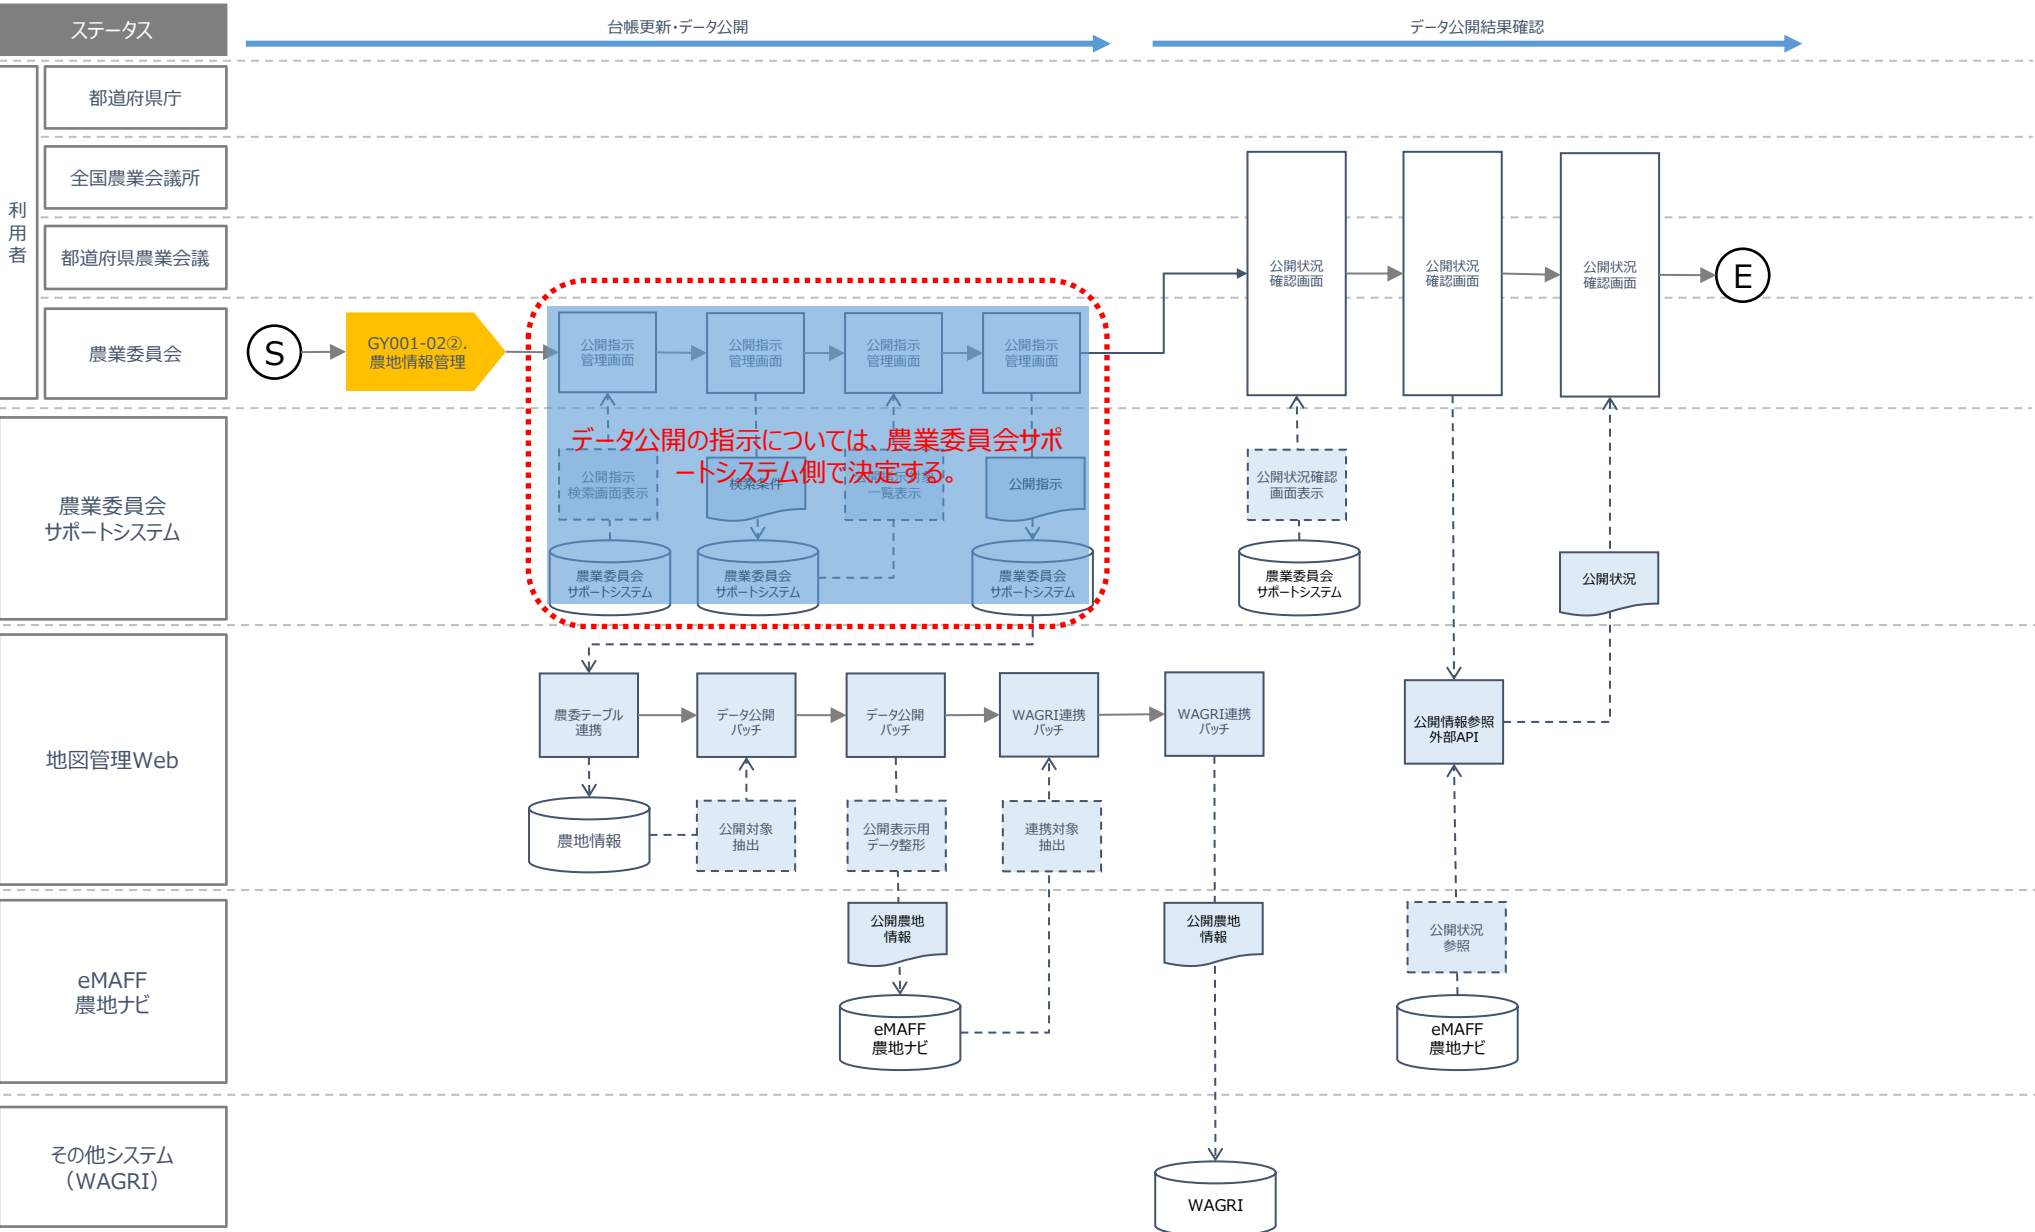 ステータス
台帳更新・データ公開
データ公開結果確認
利用者
都道府県庁
全国農業会議所
都道府県農業会議
農業委員会
S
GY001-02②.
農地情報管理
公開指示
管理画面
公開指示
管理画面
公開指示
管理画面
公開指示
管理画面
公開状況
確認画面
公開状況
確認画面
公開状況
確認画面
E
農業委員会
サポートシステム
データ公開の指示については、農業委員会サポ
ートシステム側で決定する。
公開指示
検索画面表示
検索条件
公開指示対象
一覧表示
公開指示
公開状況確認
画面表示
農業委員会
サポートシステム
農業委員会
サポートシステム
農業委員会
サポートシステム
農業委員会
サポートシステム
公開状況
地図管理Web
農委テーブル
連携
データ公開
バッチ
データ公開
バッチ
WAGRI連携
バッチ
WAGRI連携
バッチ
公開情報参照
外部API
農地情報
公開対象
抽出
公開表示用
データ整形
連携対象
抽出
eMAFF
農地ナビ
公開農地
情報
公開農地
情報
公開状況
参照
eMAFF
農地ナビ
eMAFF
農地ナビ
その他システム
（WAGRI）
WAGRI